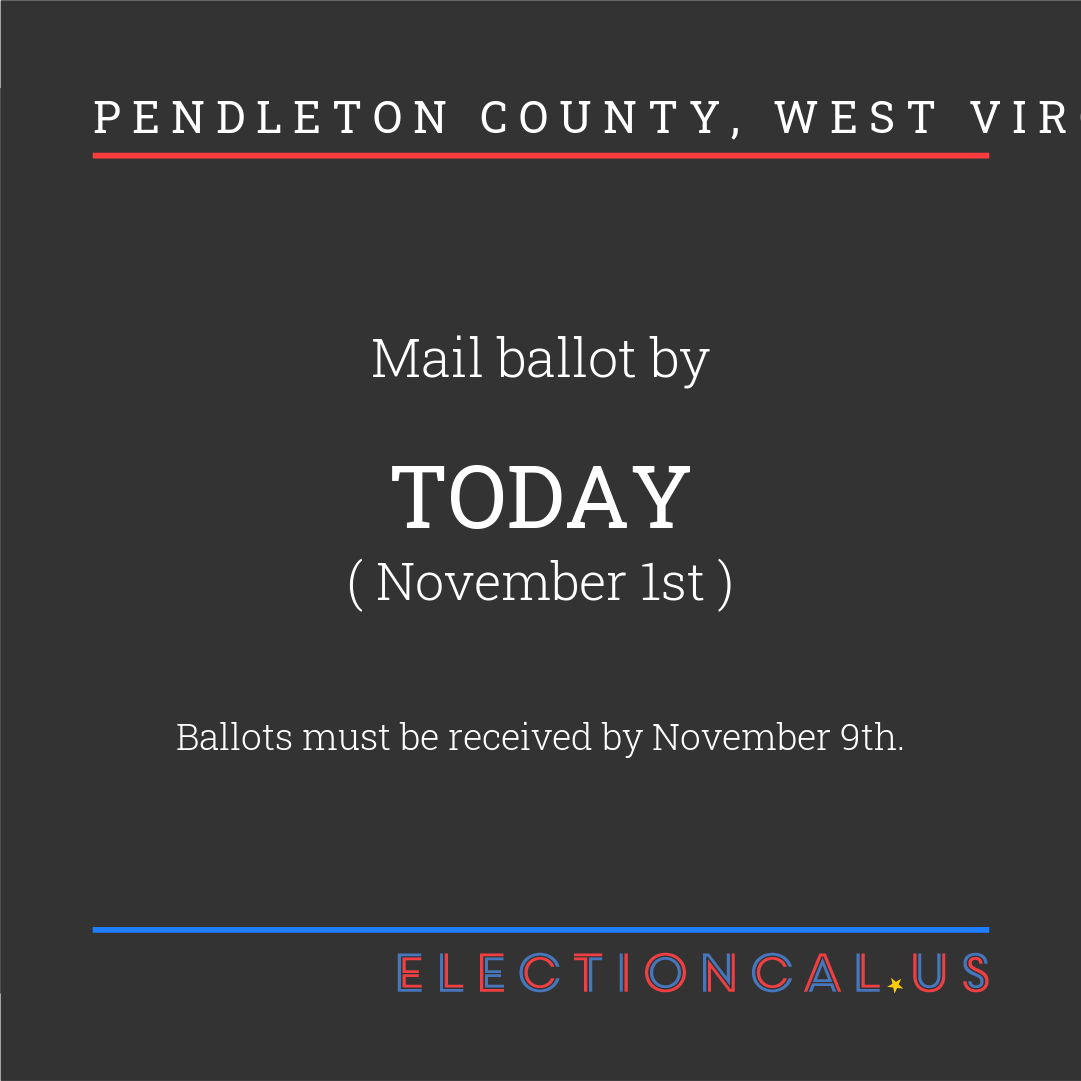 PENDLETON COUNTY, WEST VIR
Mail ballot by
TODAY
( November 1st )
Ballots must be received by November 9th.
ELECTIONCAL.US